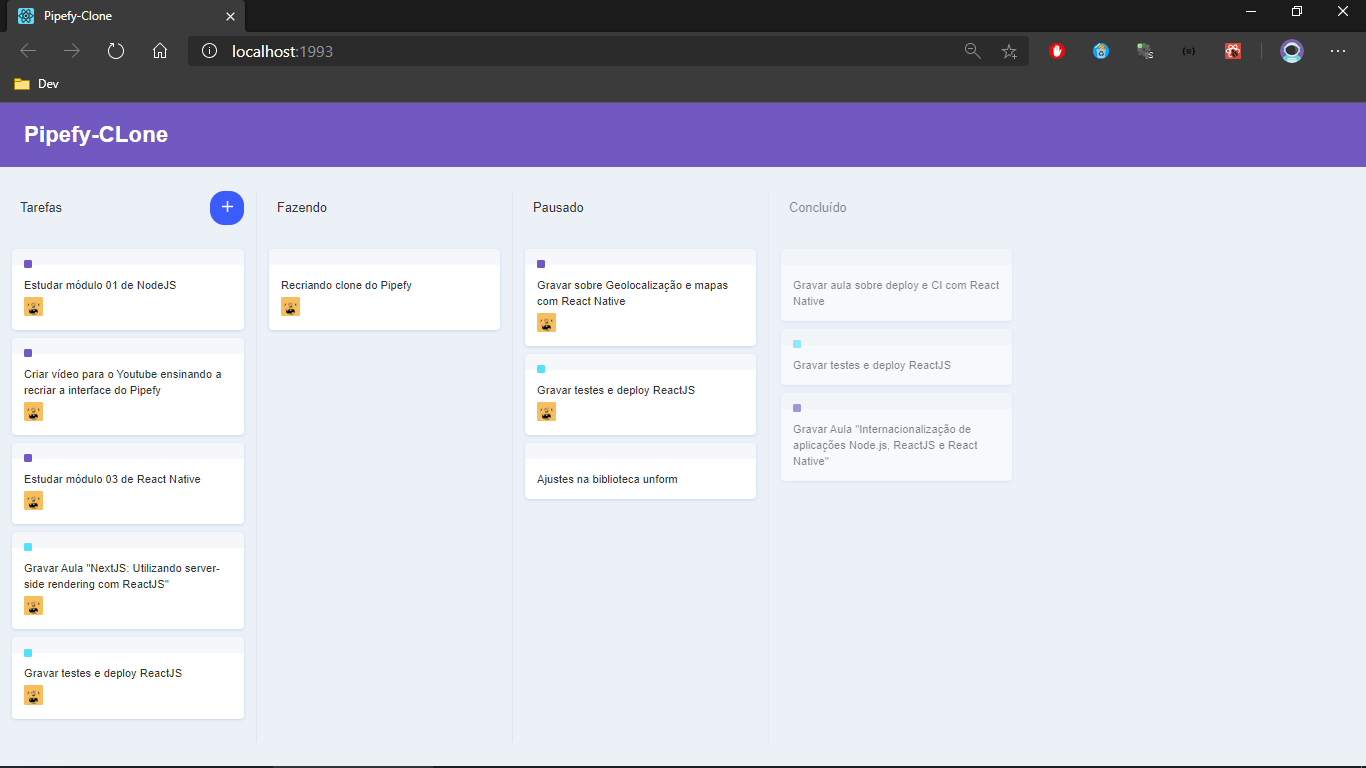 Pipefy-Clone
localhost:1993
Dev
Pipefy-CLone
Tarefas
Estudar módulo 01 de NodeJS
Criar vídeo para o Youtube ensinando a
recriar a interface do Pipefy
Estudar módulo 03 de React Native
Gravar Aula "NextJS: Utilizando server-
side rendering com ReactJS"
Gravar testes e deploy ReactJS
Fazendo
Recriando clone do Pipefy
Pausado
Gravar sobre Geolocalização e mapas
com React Native
Gravar testes e deploy ReactJS
Ajustes na biblioteca unform
Concluído
Gravar aula sobre deploy e CI com React
Native
Gravar testes e deploy ReactJS
Gravar Aula "Internacionalização de
aplicações Node.js, ReactJS e React
Native"